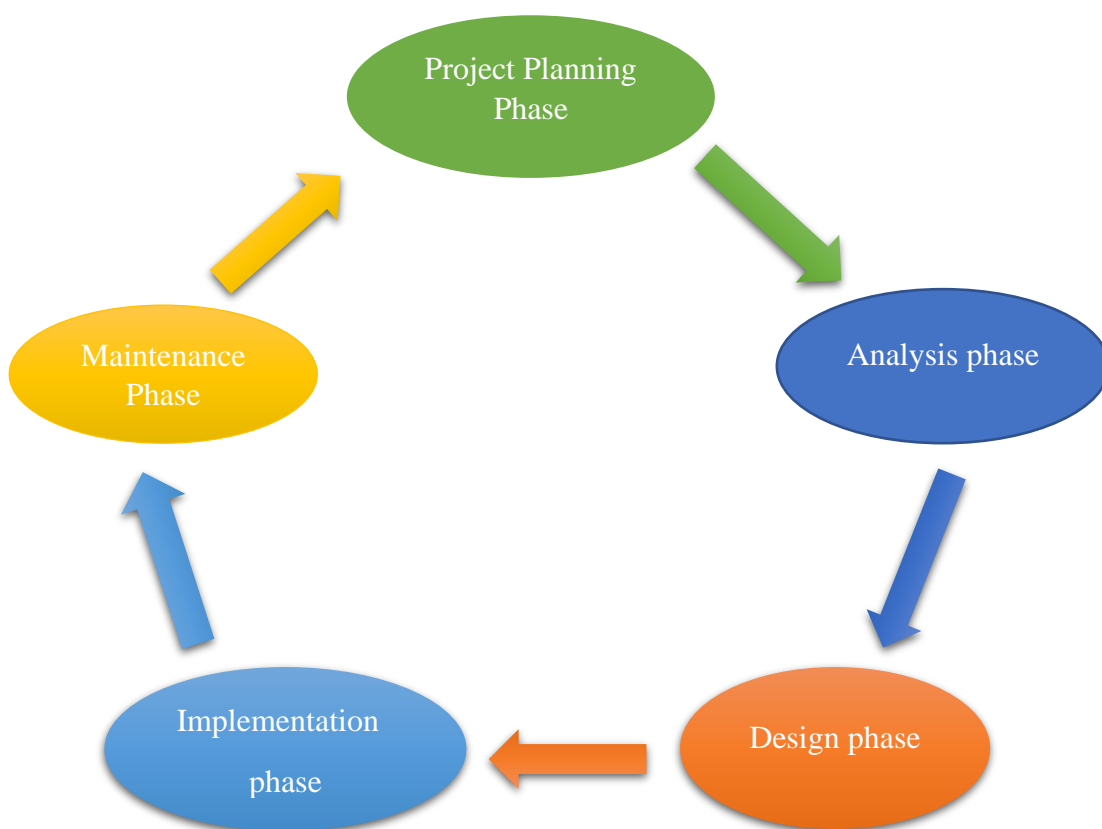 Project Planning
Phase
Analysis phase
Design phase
Implementation
phase
Maintenance
Phase